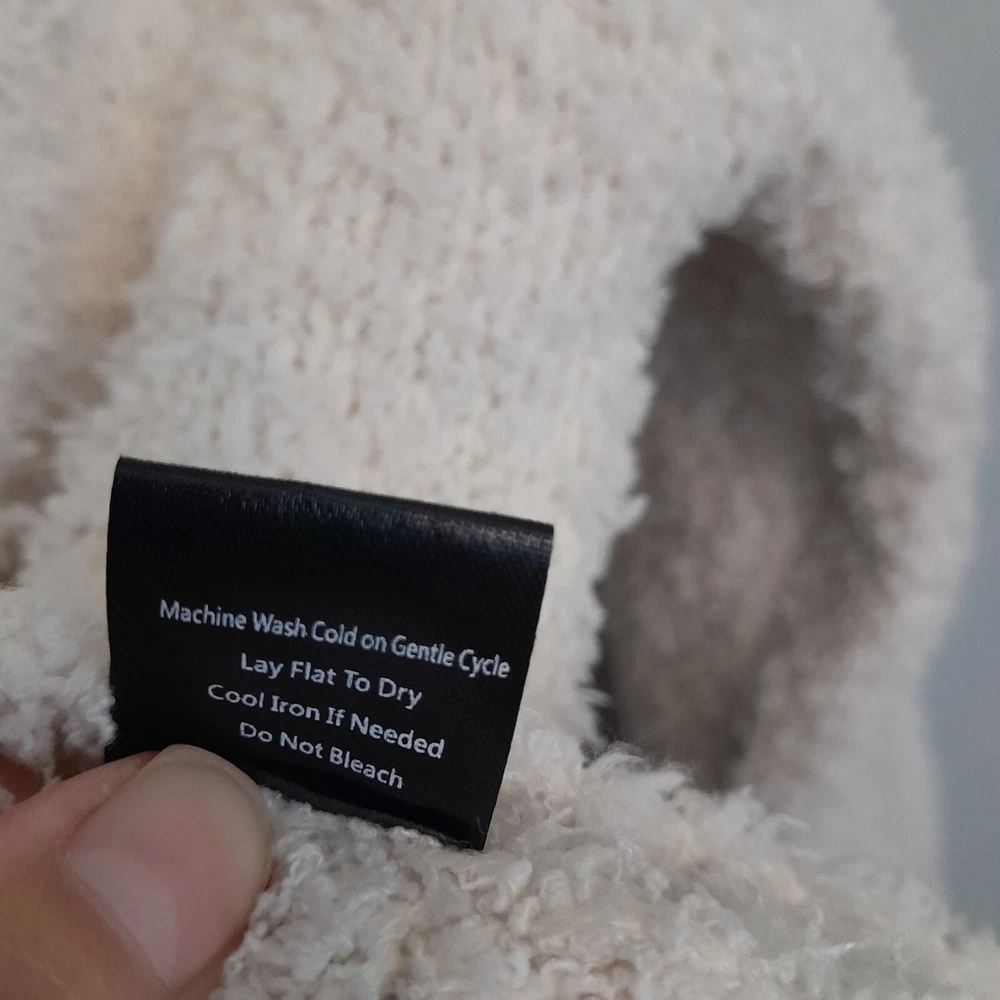 Machine Wash Cold on Gentle Cycle
Lay Flat To Dry
Cool Iron If Needed
Do Not Bleach